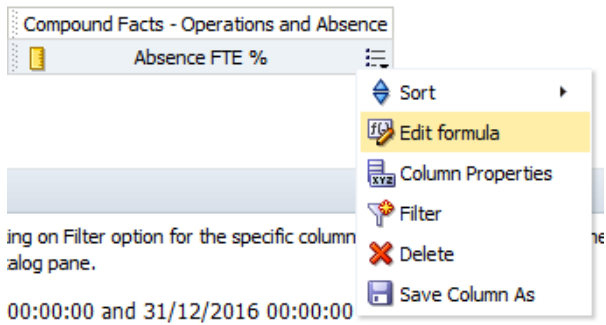 Compound Facts - Operations and Absence
Absence FTE %
Sort
Edit formula
Column Properties
Filter
Delete
Save Column As
ing on Filter option for the specific column
alog pane.
00:00:00 and 31/12/2016 00:00:00